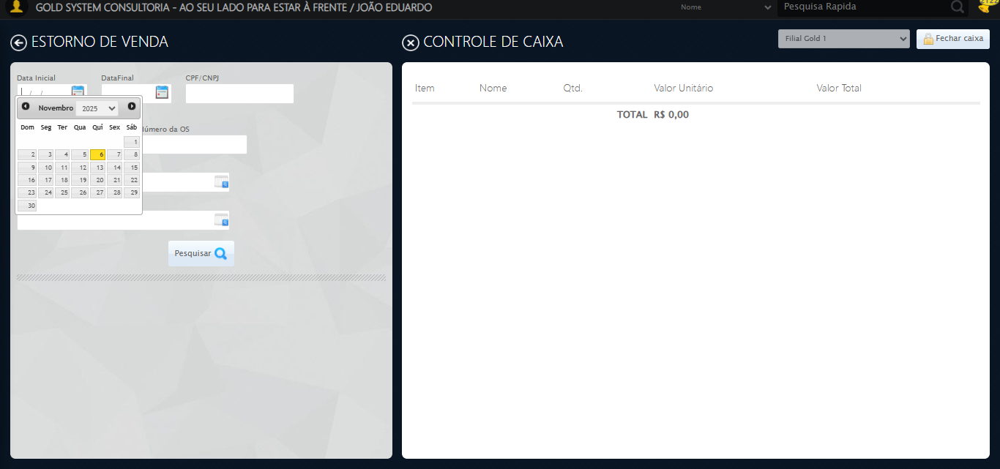 GOLD SYSTEM CONSULTORIA - AO SEU LADO PARA ESTAR À FRENTE / JOÃO EDUARDO
Nome
Pesquisa Rapida
2122
ESTORNO DE VENDA
CONTROLE DE CAIXA
Filial Gold 1
Fechar caixa
Data Inicial
DataFinal
CPF/CNPJ
_/_/
Novembro
2025
Dom Seg Ter Qua Qui Sex Sáb
1
2 3 4 5 6 7 8
9 10 11 12 13 14 15
16 17 18 19 20 21 22
23 24 25 26 27 28 29
30
Número da OS
Pesquisar
Item Nome Qtd. Valor Unitário Valor Total
TOTAL R$ 0,00